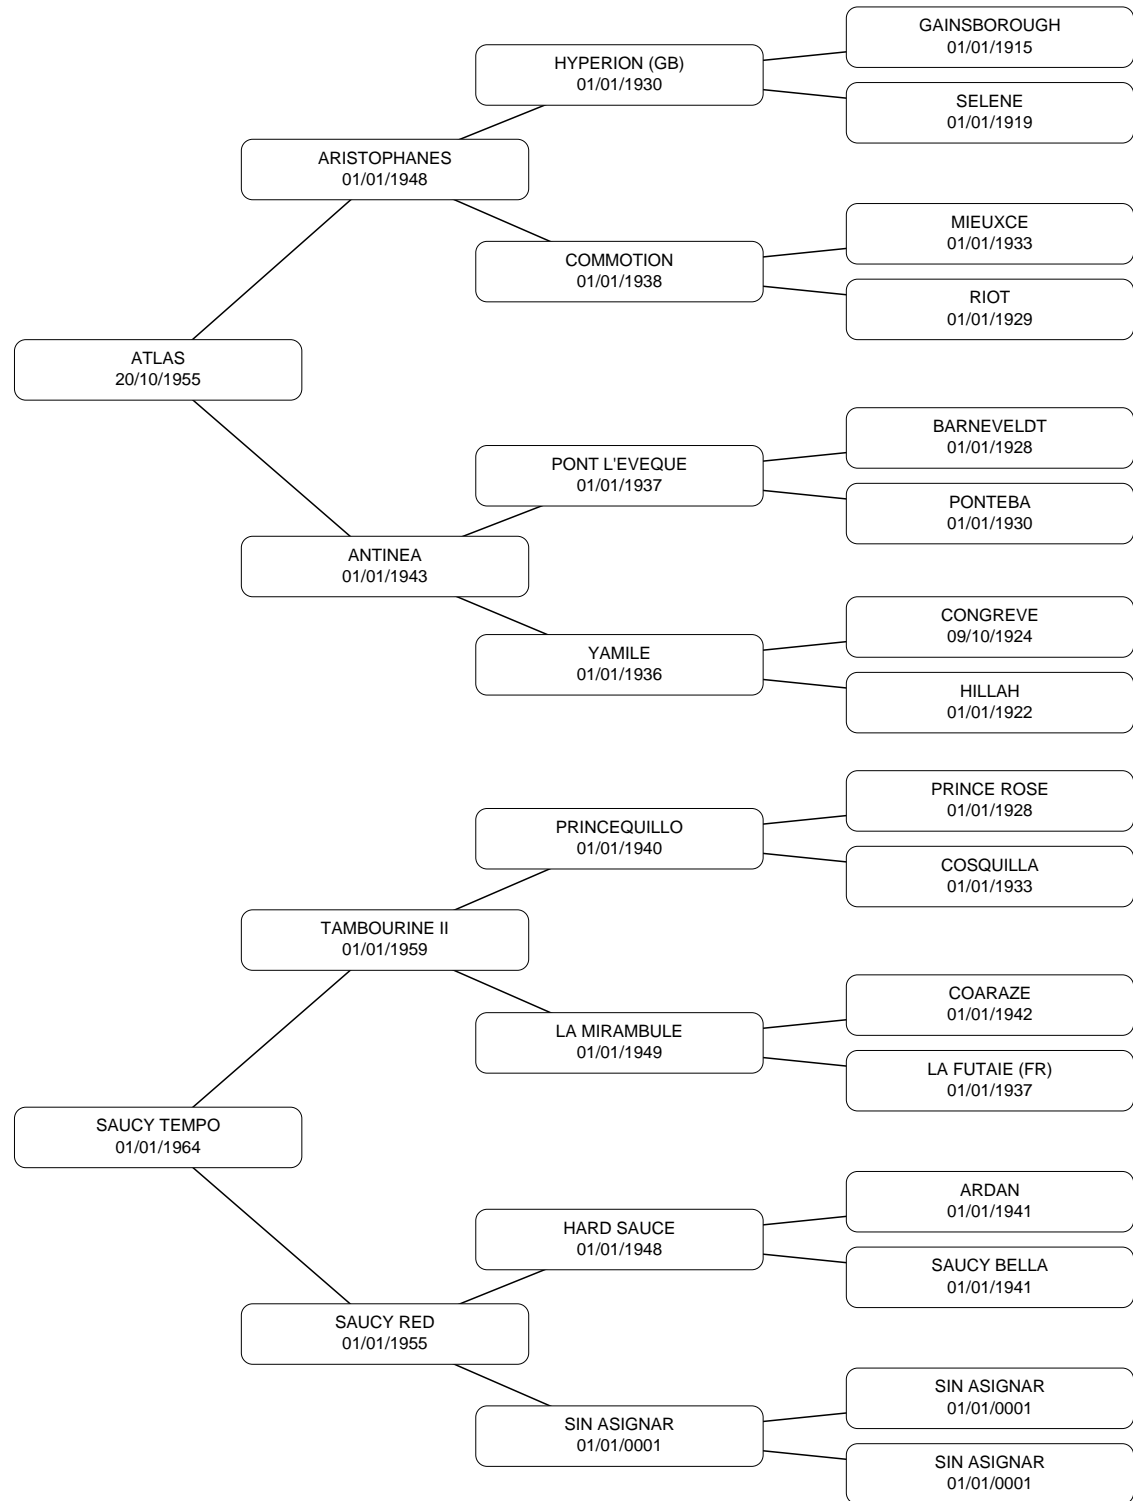 GAINSBOROUGH
01/01/1915
HYPERION (GB)
01/01/1930
SELENE
01/01/1919
ARISTOPHANES
01/01/1948
MIEUXCE
01/01/1933
COMMOTION
01/01/1938
RIOT
01/01/1929
ATLAS
20/10/1955
BARNEVELDT
01/01/1928
PONT L'EVEQUE
01/01/1937
PONTEBA
01/01/1930
ANTINEA
01/01/1943
CONGREVE
09/10/1924
YAMILE
01/01/1936
HILLAH
01/01/1922
PRINCE ROSE
01/01/1928
PRINCEQUILLO
01/01/1940
COSQUILLA
01/01/1933
TAMBOURINE II
01/01/1959
COARAZE
01/01/1942
LA MIRAMBULE
01/01/1949
LA FUTAIE (FR)
01/01/1937
SAUCY TEMPO
01/01/1964
ARDAN
01/01/1941
HARD SAUCE
01/01/1948
SAUCY BELLA
01/01/1941
SAUCY RED
01/01/1955
SIN ASIGNAR
01/01/0001
SIN ASIGNAR
01/01/0001
SIN ASIGNAR
01/01/0001